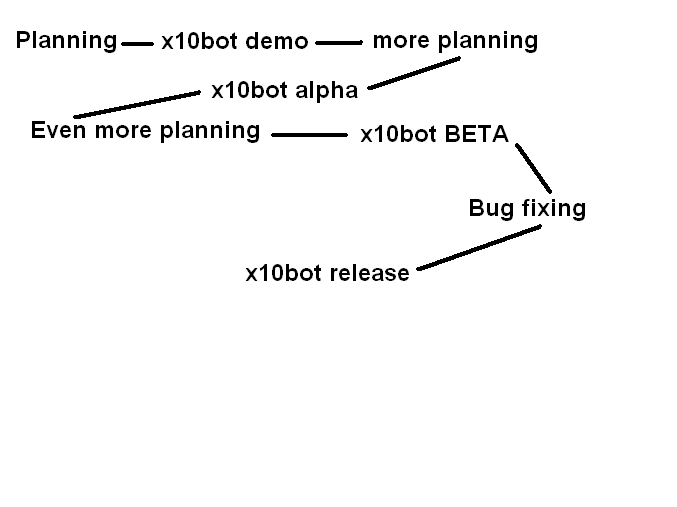 Planning x10bot demo more planning
x10bot alpha
Even more planning x10bot BETA
Bug fixing
x10bot release